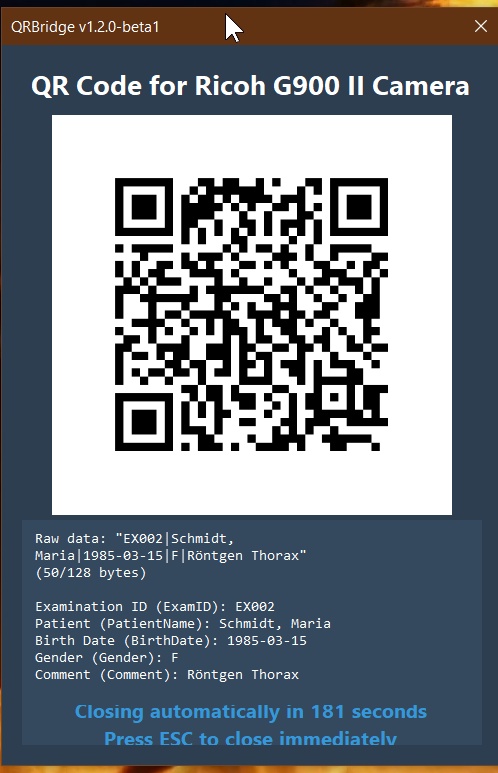 QRBridge v1.2.0-beta1
QR Code for Ricoh G900 II Camera
Raw data: "EX002|Schmidt,
Maria|1985-03-15|F|Röntgen Thorax"
(50/128 bytes)
Examination ID (ExamID): EX002
Patient (PatientName): Schmidt, Maria
Birth Date (BirthDate): 1985-03-15
Gender (Gender): F
Comment (Comment): Röntgen Thorax
Closing automatically in 181 seconds
Press ESC to close immediately